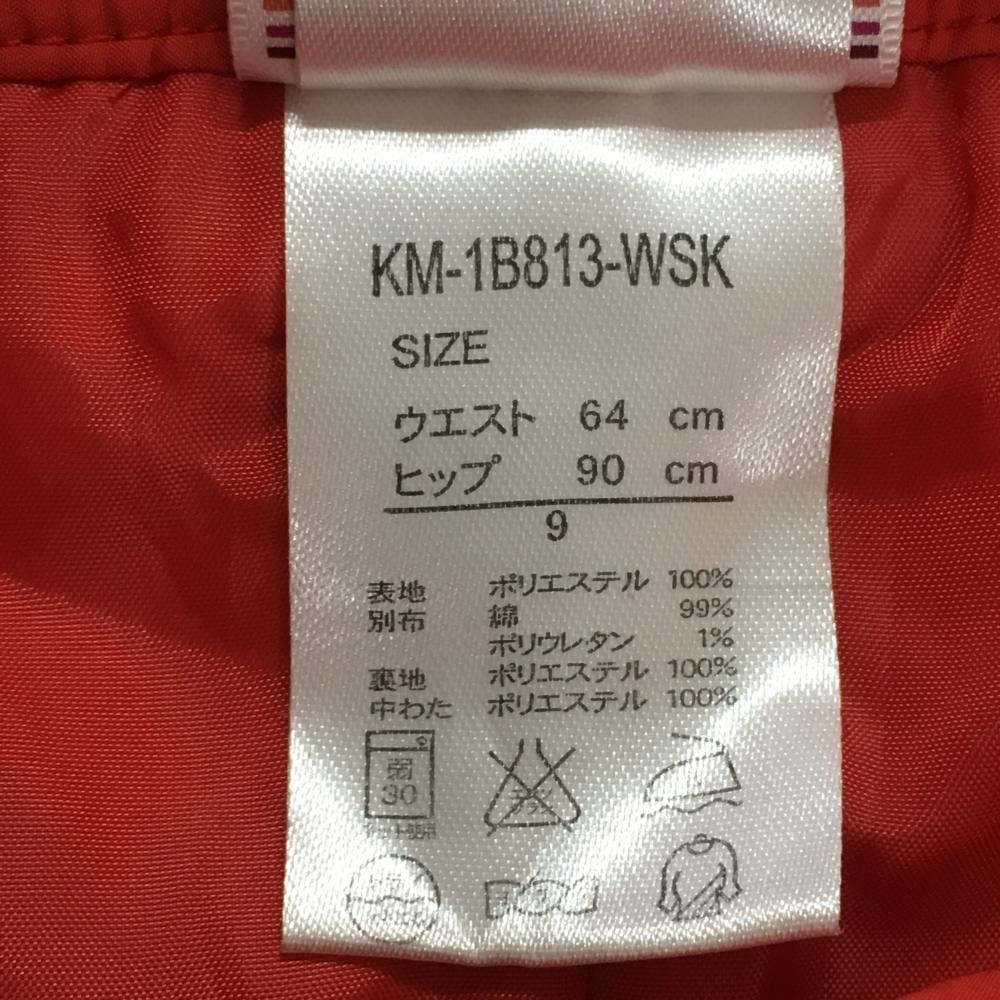 KM-1B813-WSK
SIZE
ウエスト 64 cm
ヒップ 90 cm
9
表地 ポリエステル 100%
別布 綿 99%
ポリウレタン 1%
裏地 ポリエステル 100%
中わた ポリエステル 100%
弱
30